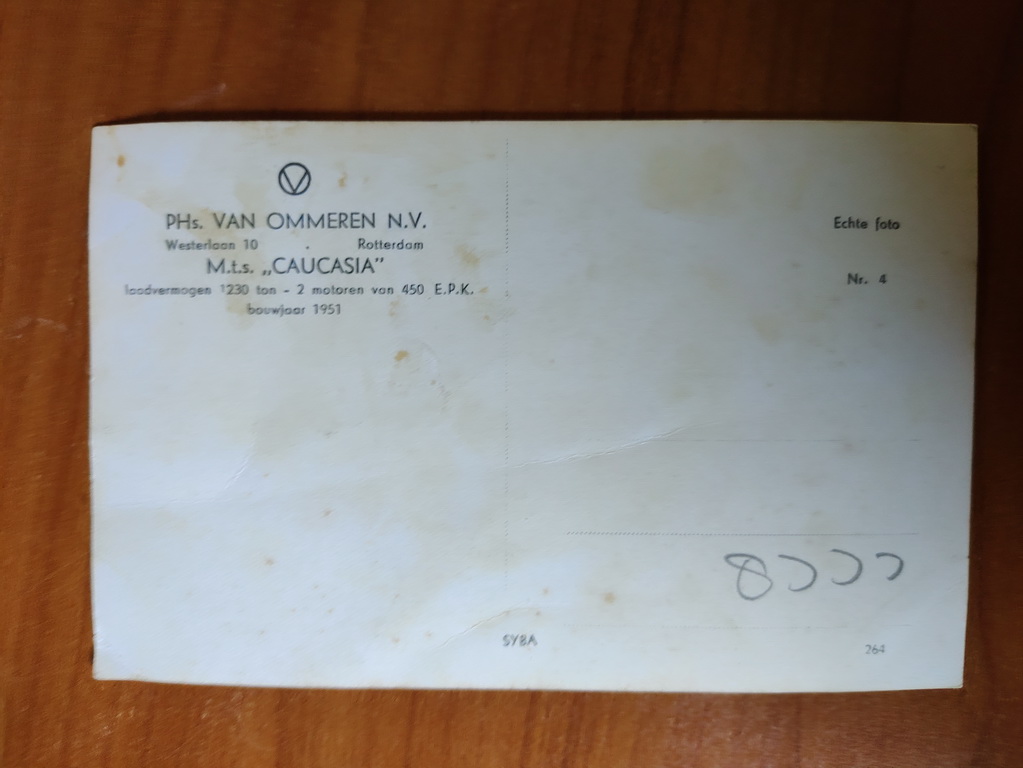 V
PHs. VAN OMMEREN N.V.
Westerlaan 10 . Rotterdam
M.t.s. „CAUCASIA”
laadvermogen 1230 ton - 2 motoren van 450 E.P.K.
bouwjaar 1951
Echte foto
Nr. 4
SYBA
264